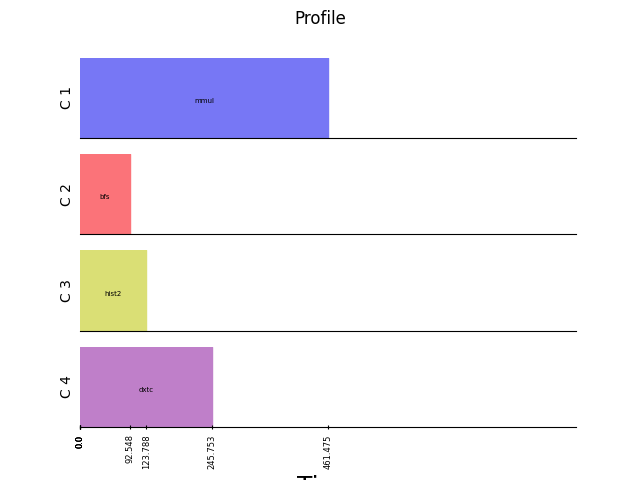 Profile
C 1
mmul
C 2
bfs
C 3
hist2
C 4
dxtc
0.0
92.548
123.788
245.753
461.475